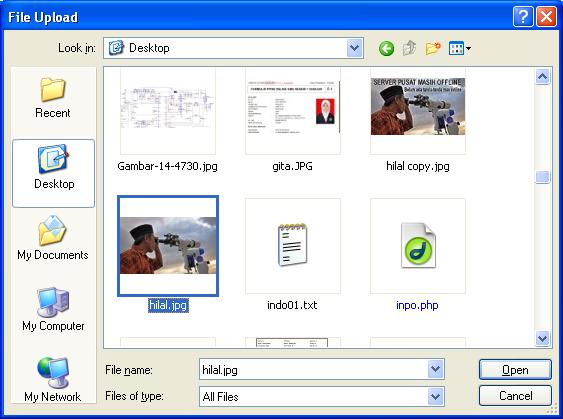 File Upload
Look in: Desktop
Recent
Desktop
My Documents
My Computer
My Network
SERVER PUSAT MASIH OFFLINE
Gambar-14-4730.jpg
gita.JPG
hilal copy.jpg
hilal.jpg
indo01.txt
inpo.php
File name: hilal.jpg
Open
Files of type: All Files
Cancel